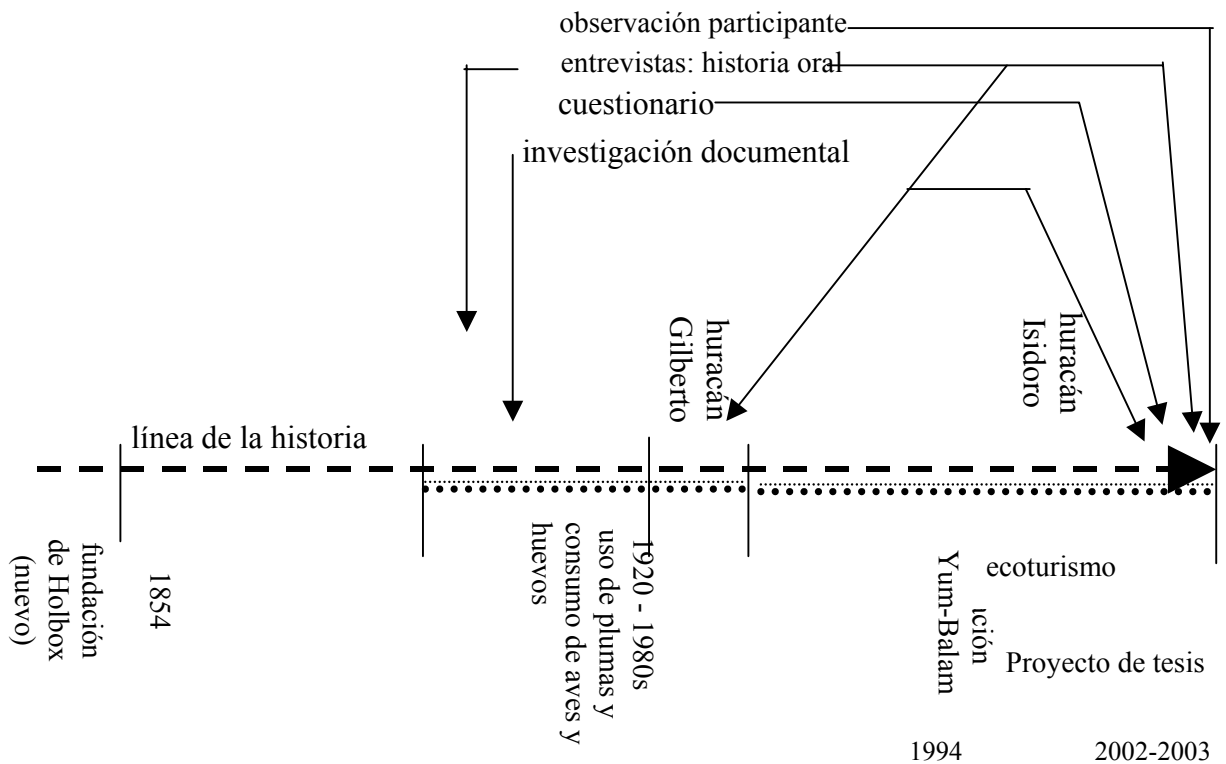 observación participante
entrevistas: historia oral
cuestionario
investigación documental
huracán
Gilberto
huracán
Isidoro
línea de la historia
fundación
de Holbox
(nuevo)
1854
1920 - 1980s
uso de plumas y
consumo de aves y
huevos
ución
Yum-Balam
ecoturismo
Proyecto de tesis
1994
2002-2003